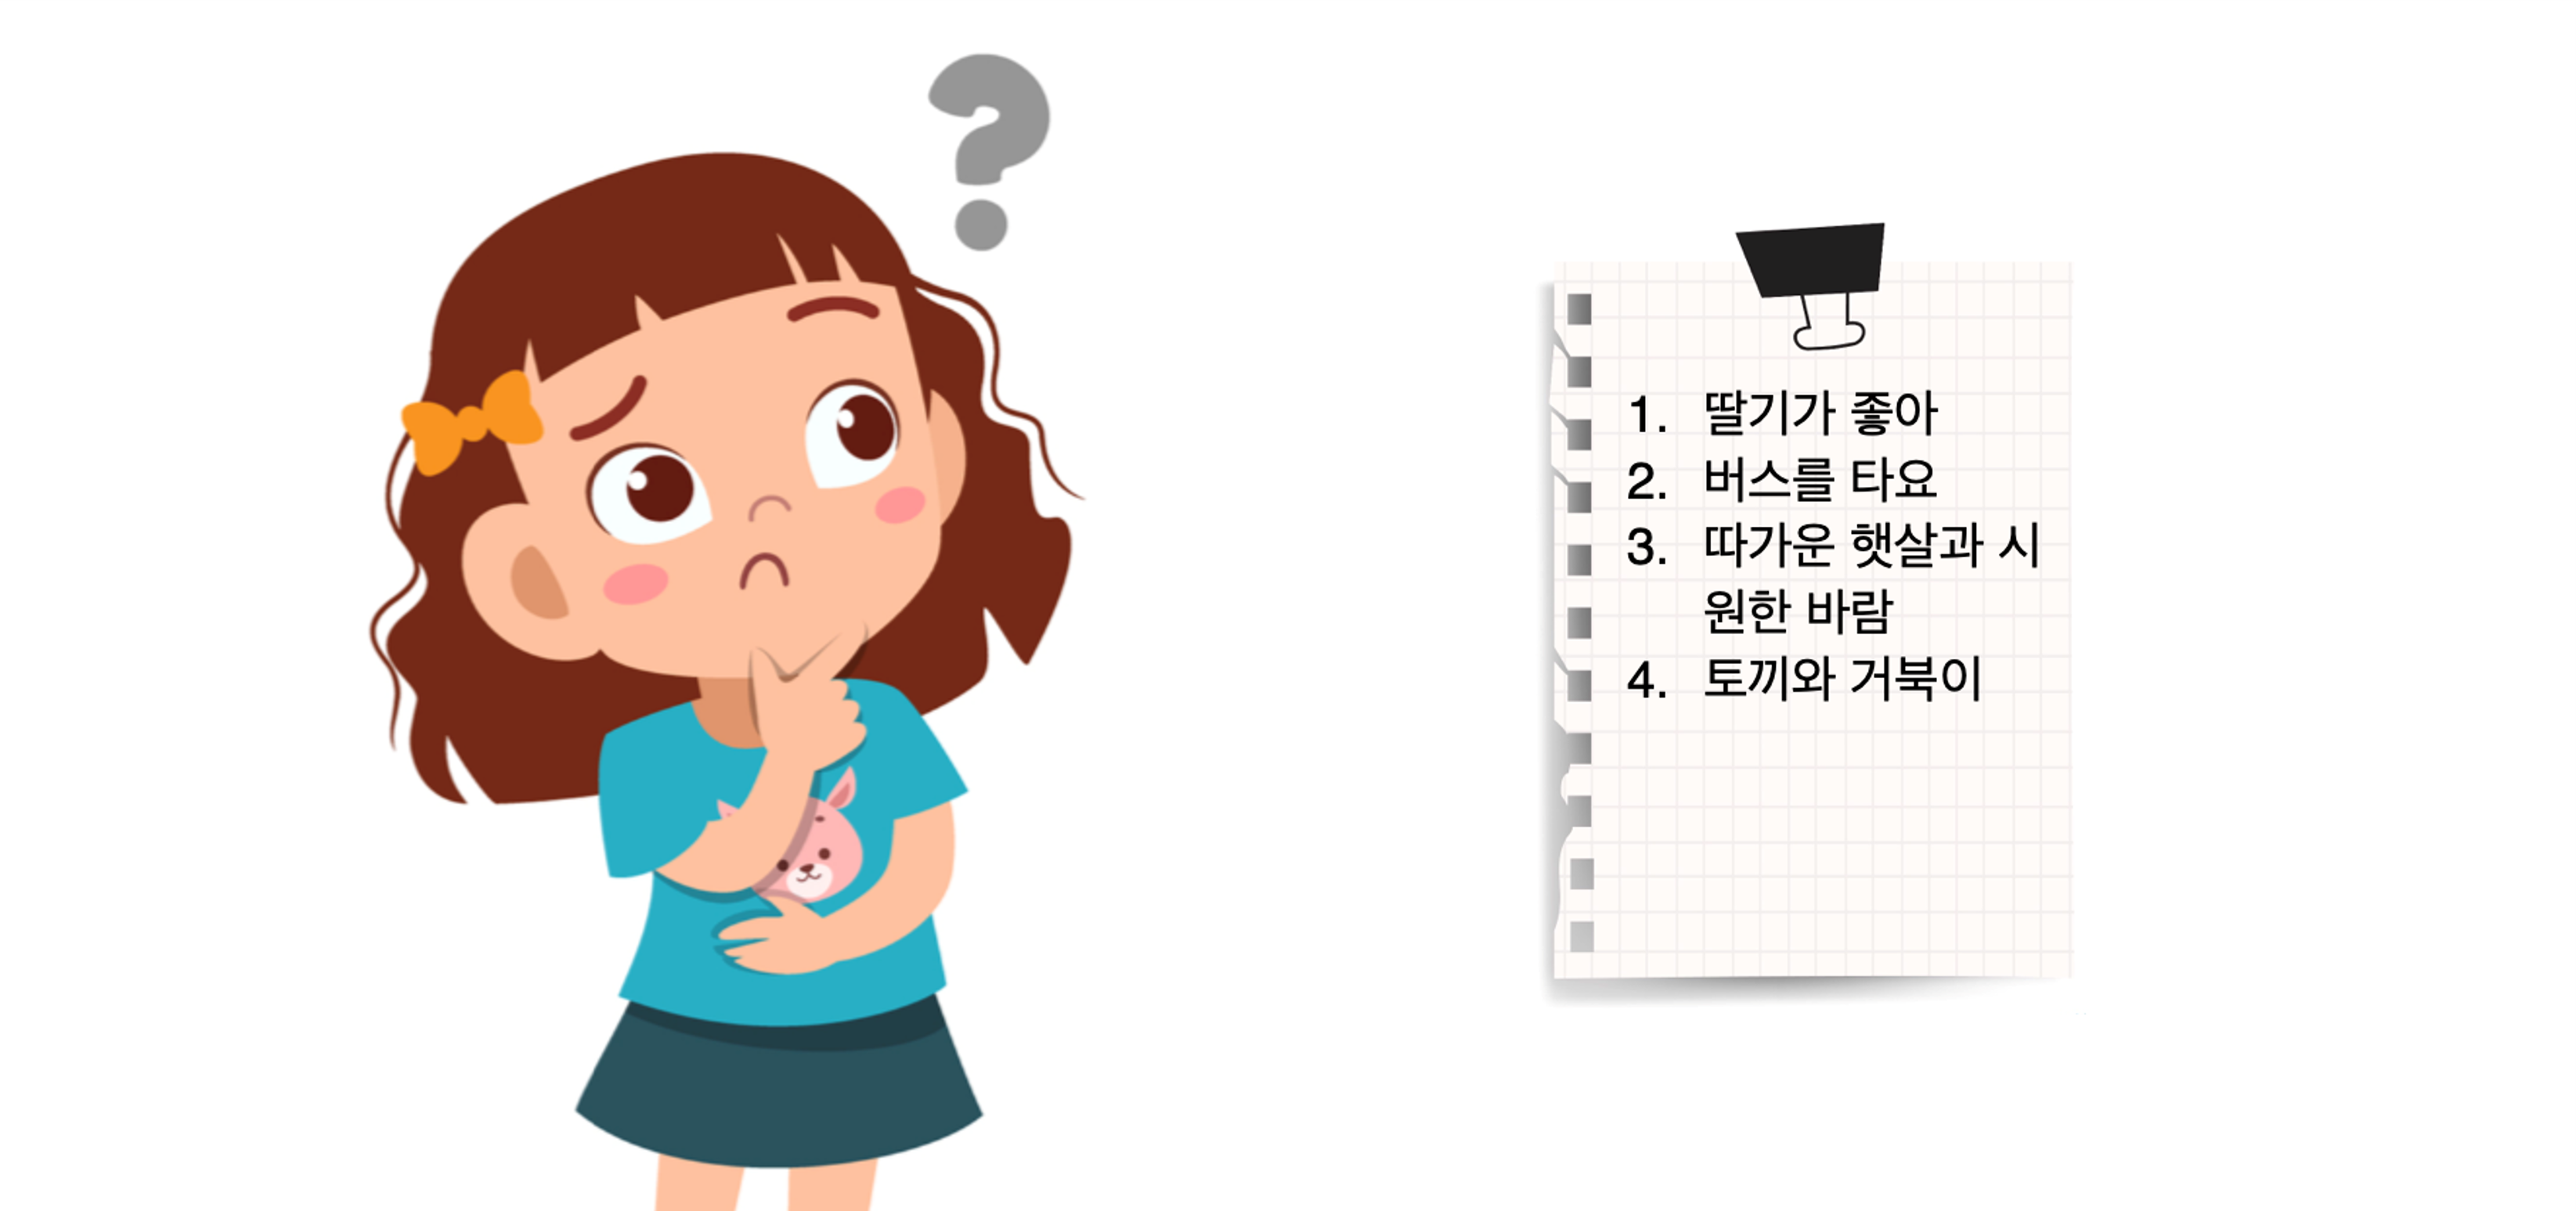 ?
1. 딸기가 좋아
2. 버스를 타요
3. 따가운 햇살과 시
원한 바람
4. 토끼와 거북이